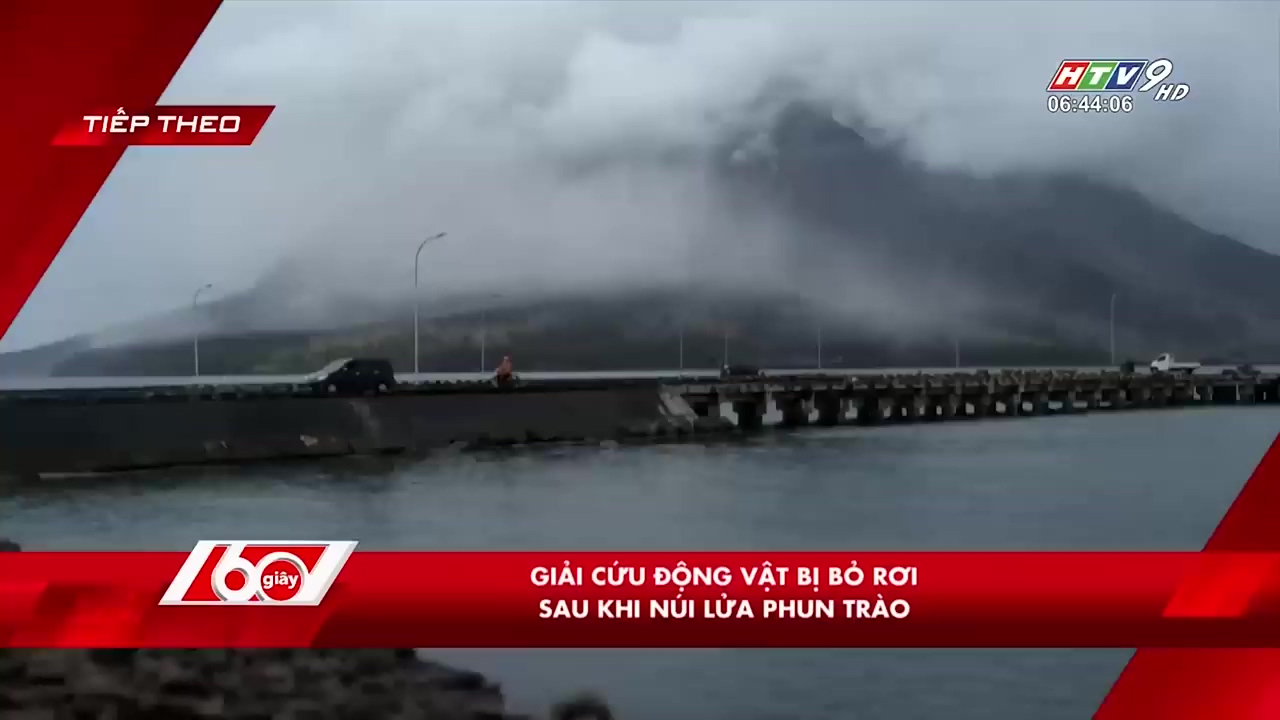 HTV9 HD
06:44:06
TIẾP THEO
60 giây
GIẢI CỨU ĐỘNG VẬT BỊ BỎ RƠI
SAU KHI NÚI LỬA PHUN TRÀO